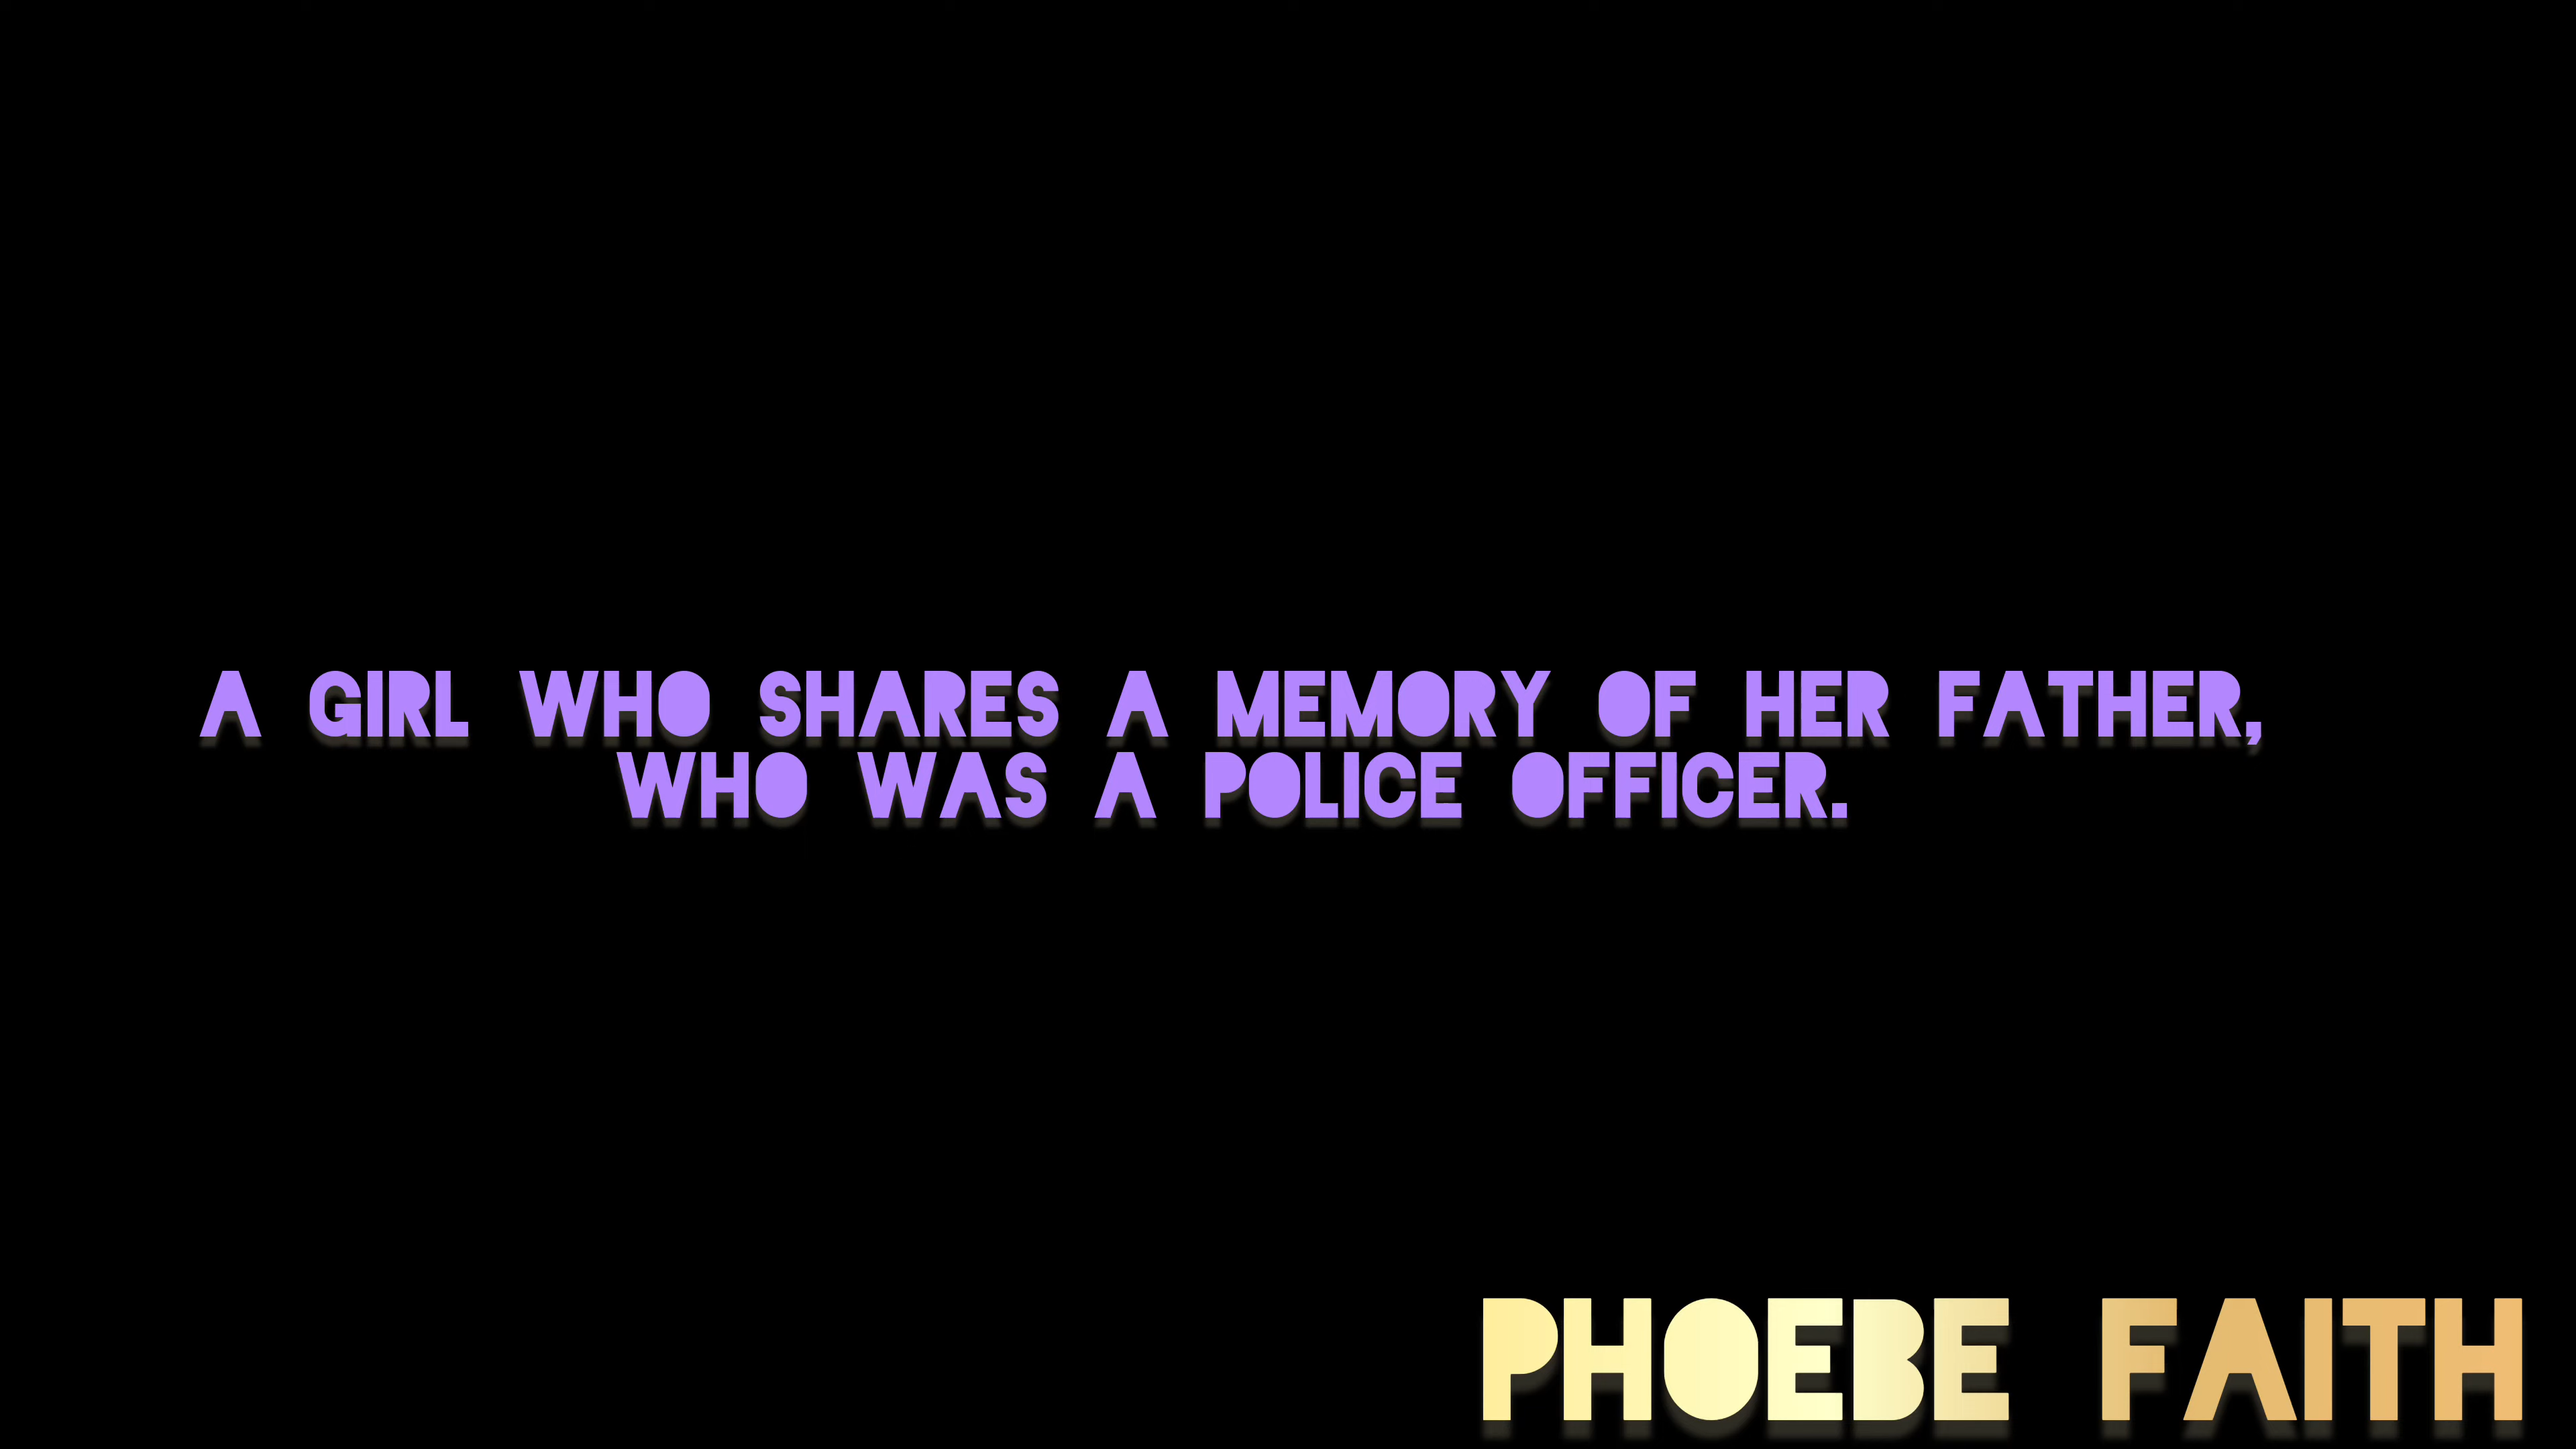 A GIRL WHO SHARES A MEMORY OF HER FATHER,
WHO WAS A POLICE OFFICER.
PHOEBE FAITH